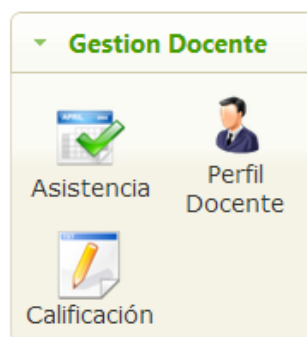 Gestion Docente
Asistencia
Perfil
Docente
Calificación